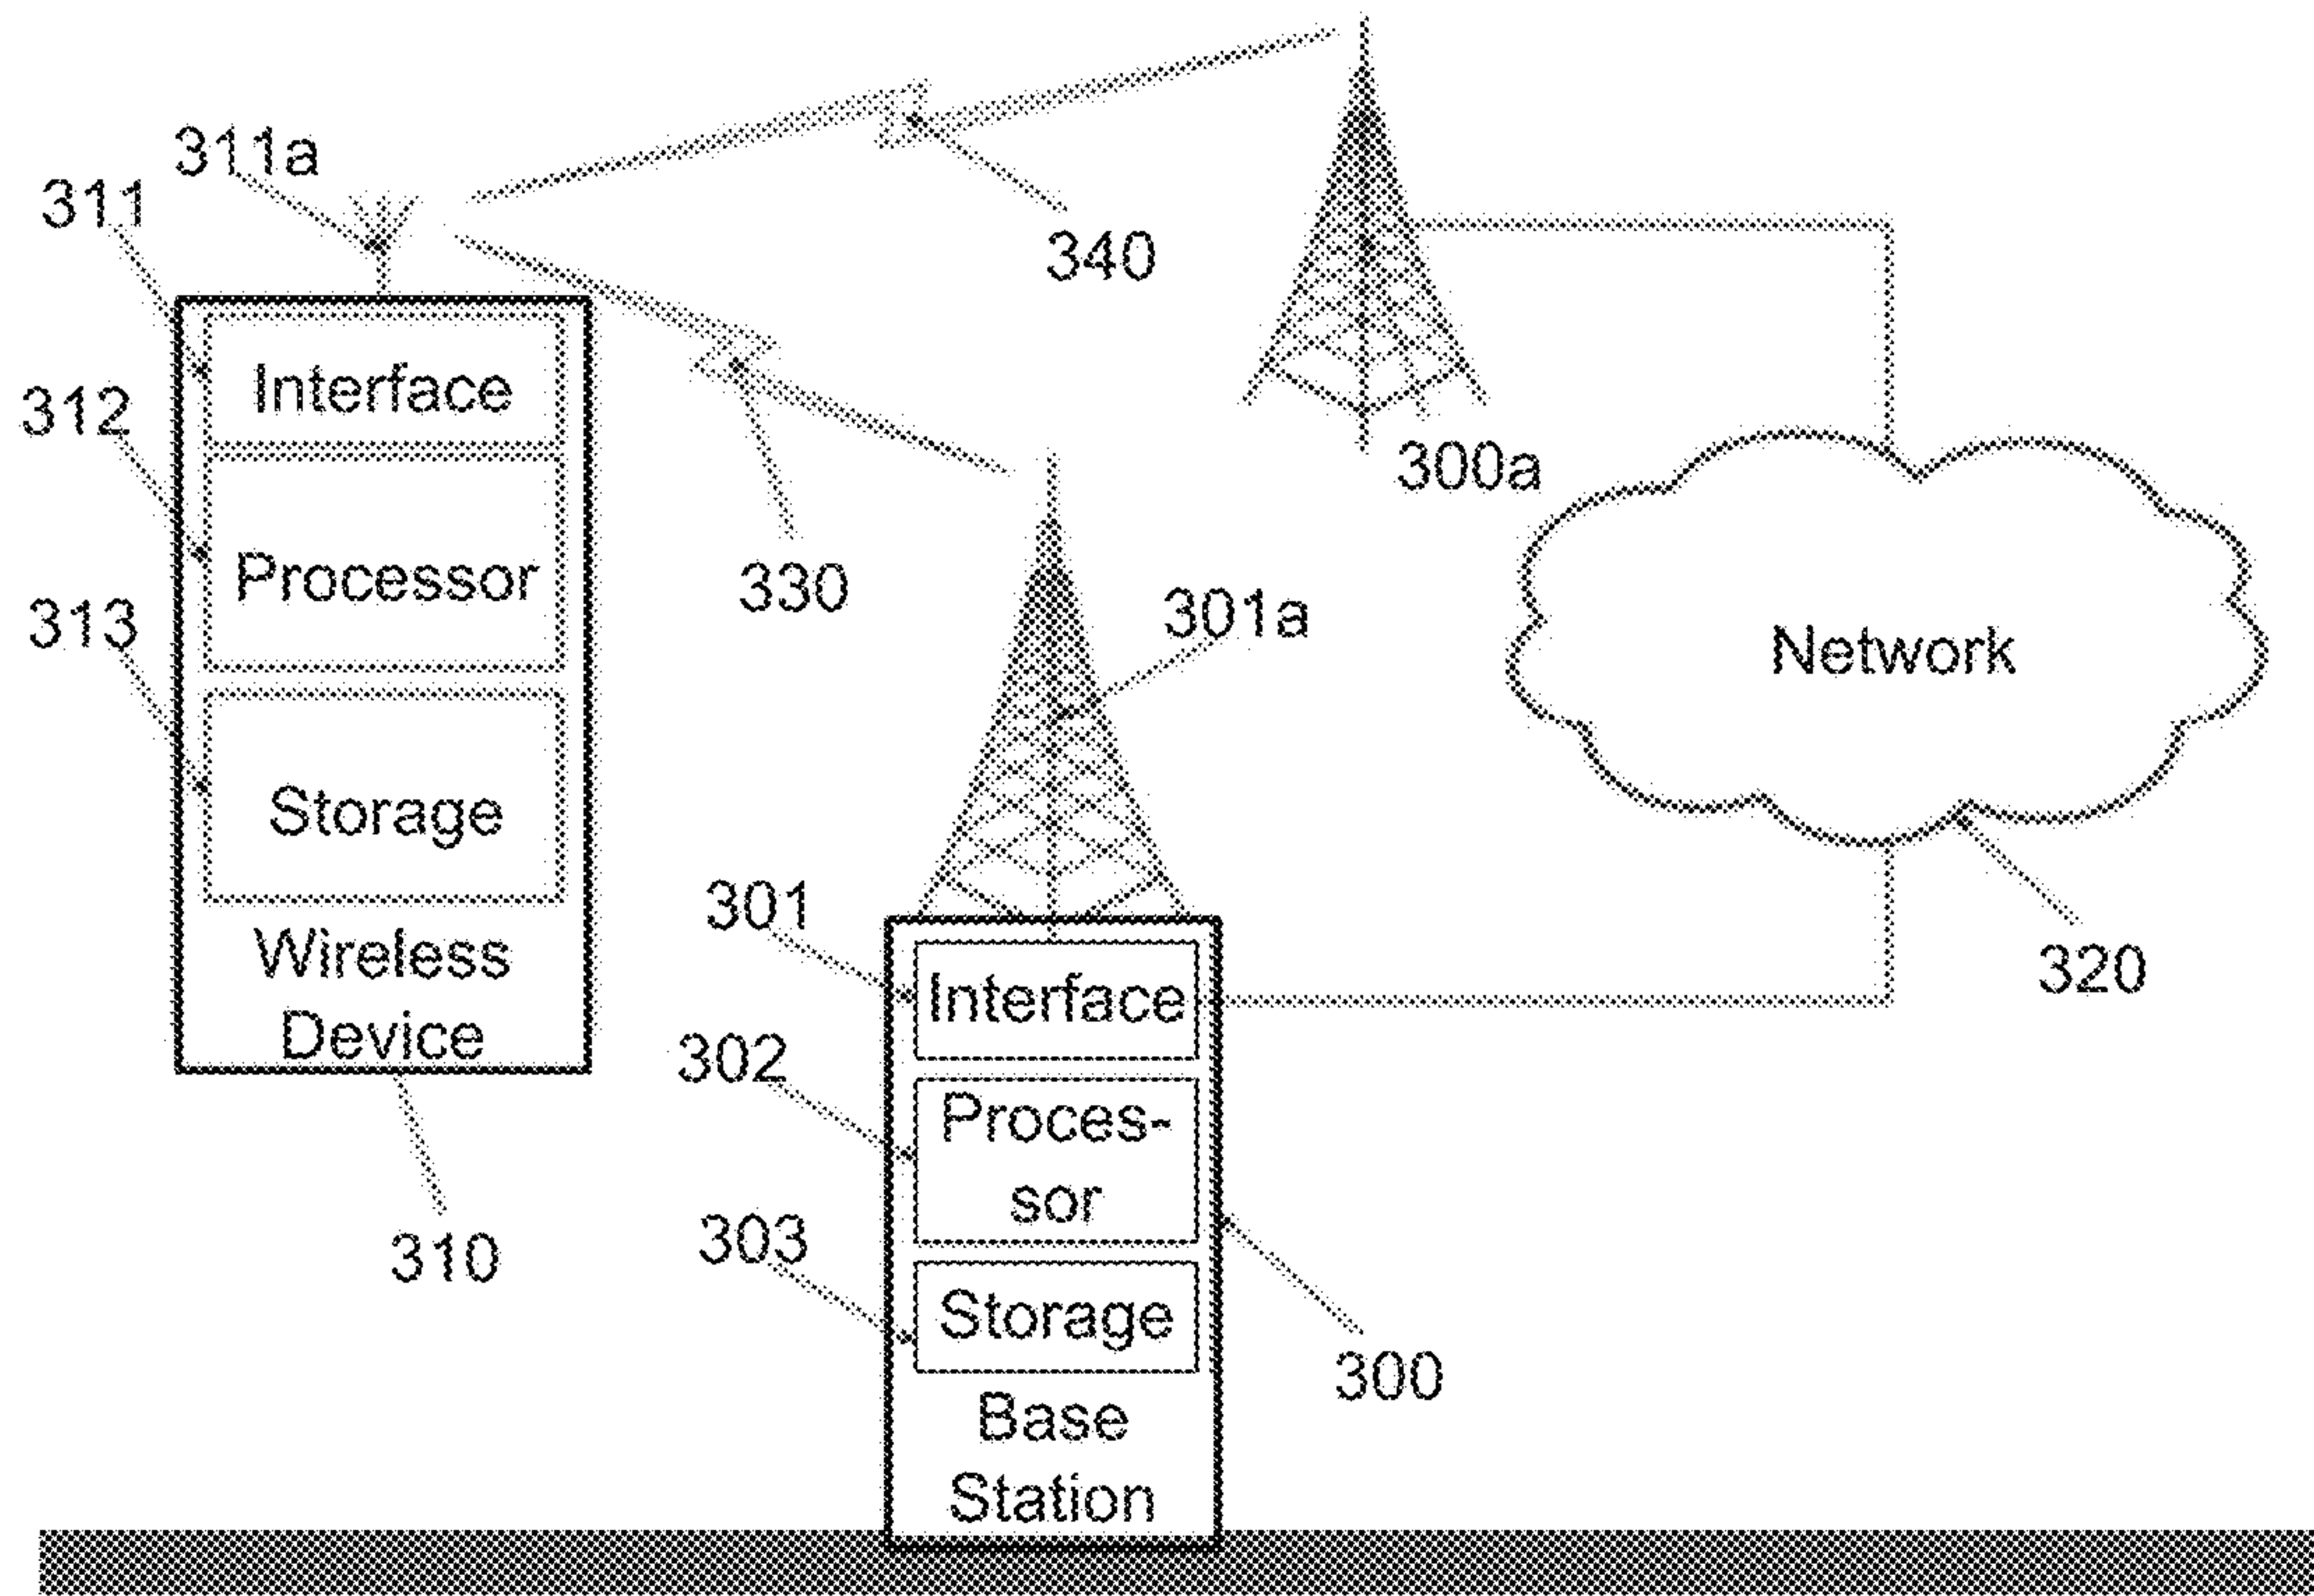 311a
311
340
Interface
312
300a
Processor
330
313
301a
Network
Storage
301
Wireless
Device
320
Interface
302
Proces-
sor
310
303
Storage
300
Base
Station